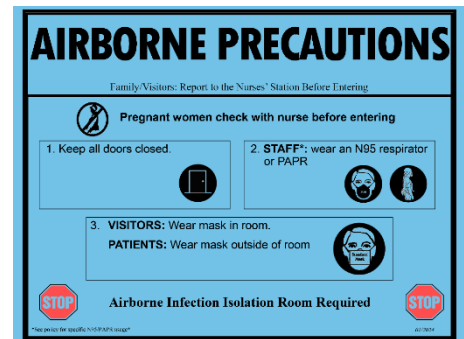 AIRBORNE PRECAUTIONS
Family/Visitors: Report to the Nurses' Station Before Entering
Pregnant women check with nurse before entering
1. Keep all doors closed.
2. STAFF*: wear an N95 respirator
or PAPR
3. VISITORS: Wear mask in room.
PATIENTS: Wear mask outside of room
STOP
Airborne Infection Isolation Room Required
STOP
*See policy for specific N95/PAPR usage*